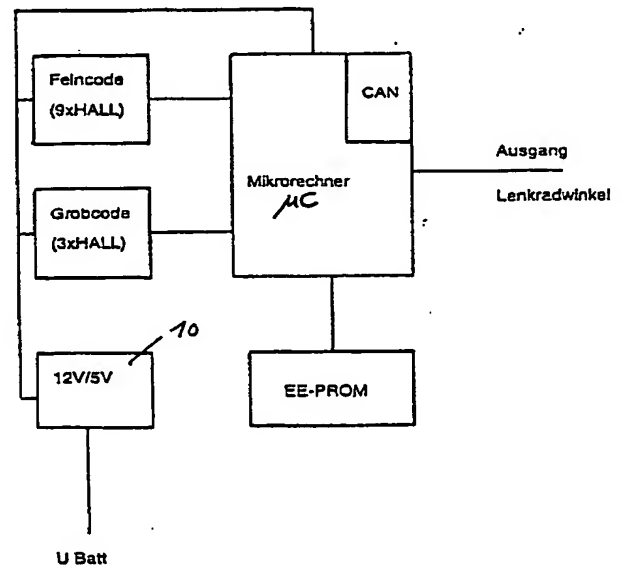 Feincode
(9xHALL)
CAN
Mikrorechner
µC
Ausgang
Lenkradwinkel
Grobcode
(3xHALL)
10
12V/5V
EE-PROM
U Batt